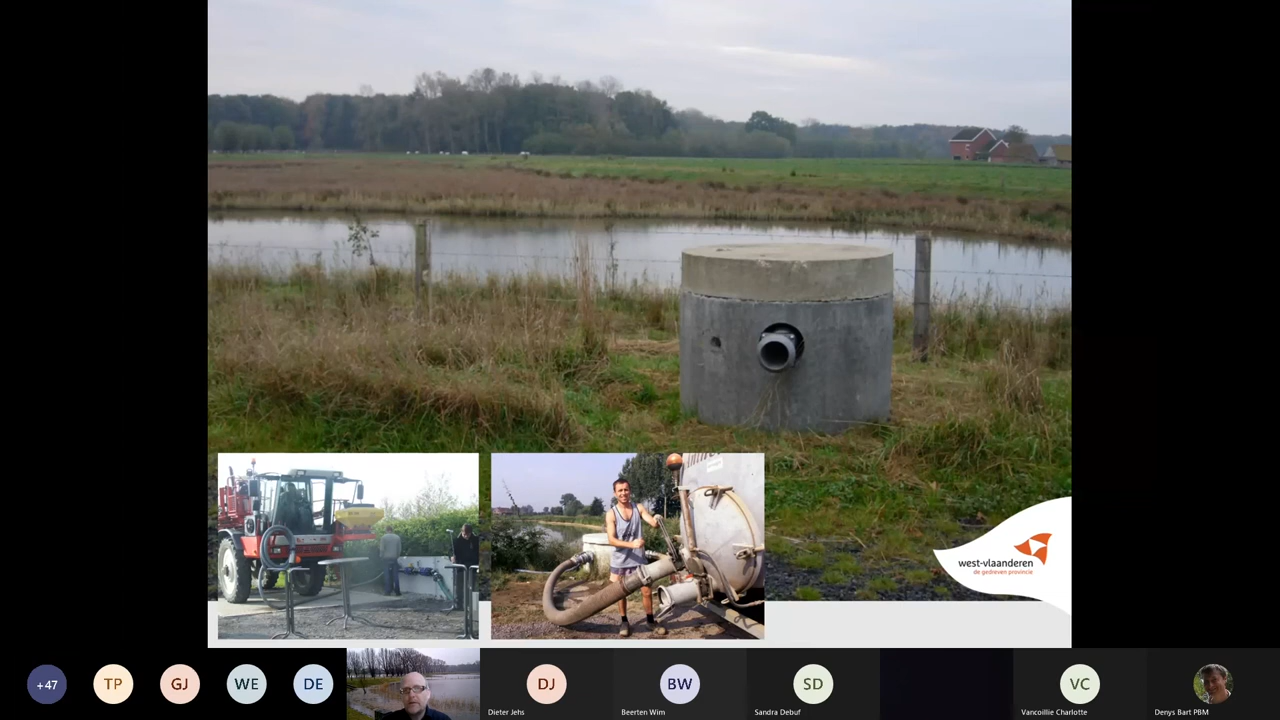 west-vlaanderen
de gedreven provincie
+47
TP
GJ
WE
DE
DJ
Dieter Jehs
BW
Beerten Wim
SD
Sandra Debuf
VC
Vancoillie Charlotte
Denys Bart PBM